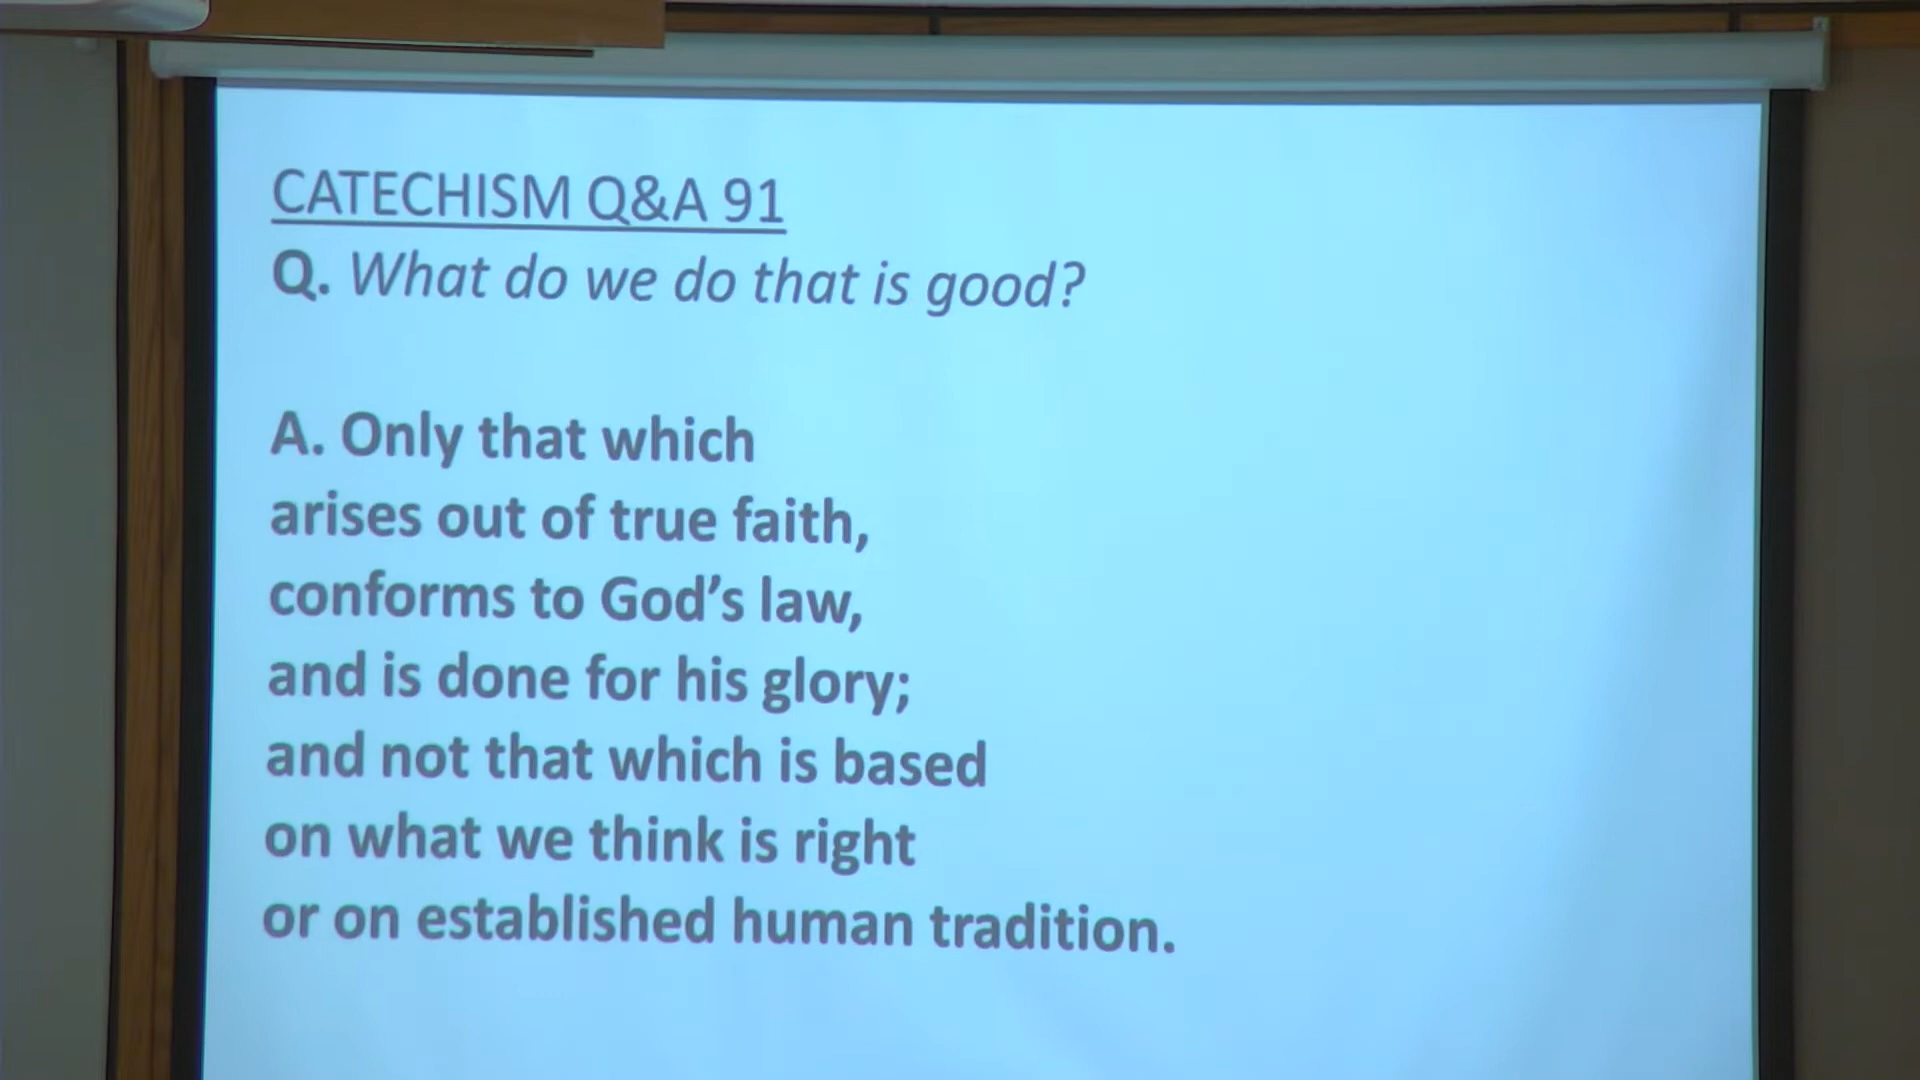 CATECHISM Q&A 91
Q. What do we do that is good?
A. Only that which
arises out of true faith,
conforms to God’s law,
and is done for his glory;
and not that which is based
on what we think is right
or on established human tradition.